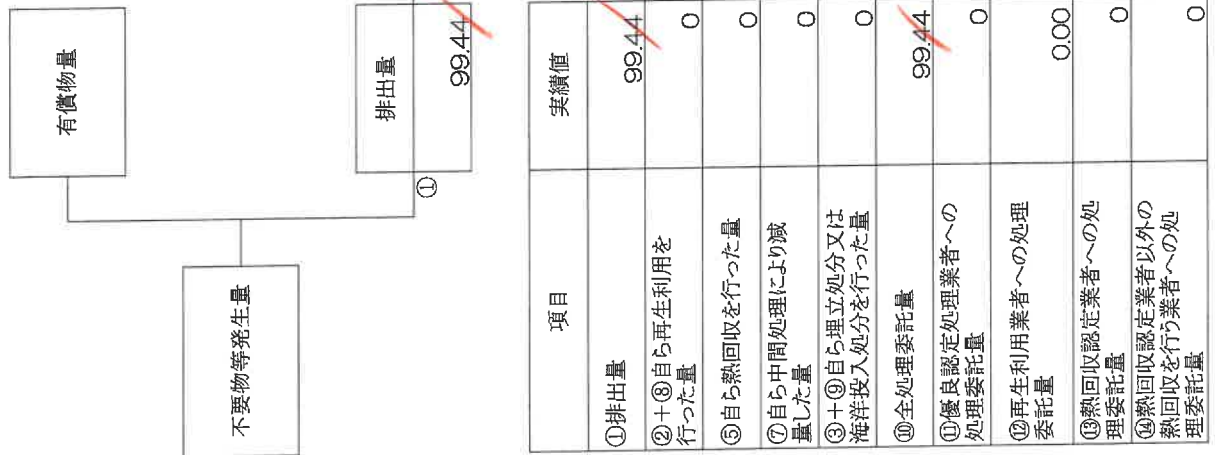 有償物量
不要物等発生量
排出量
①
99.44
項目
実績値
①排出量
99.44
②+⑧自ら再生利用を
行った量
0
⑤自ら熱回収を行った量
0
⑦自ら中間処理により減
量した量
0
③+⑨自ら埋立処分又は
海洋投入処分を行った量
0
⑩全処理委託量
99.44
⑪優良認定処理業者への
処理委託量
0
⑫再生利用業者への処理
委託量
0.00
⑬熱回収認定業者への処
理委託量
0
⑭熱回収認定業者以外の
熱回収を行う業者への処
理委託量
0